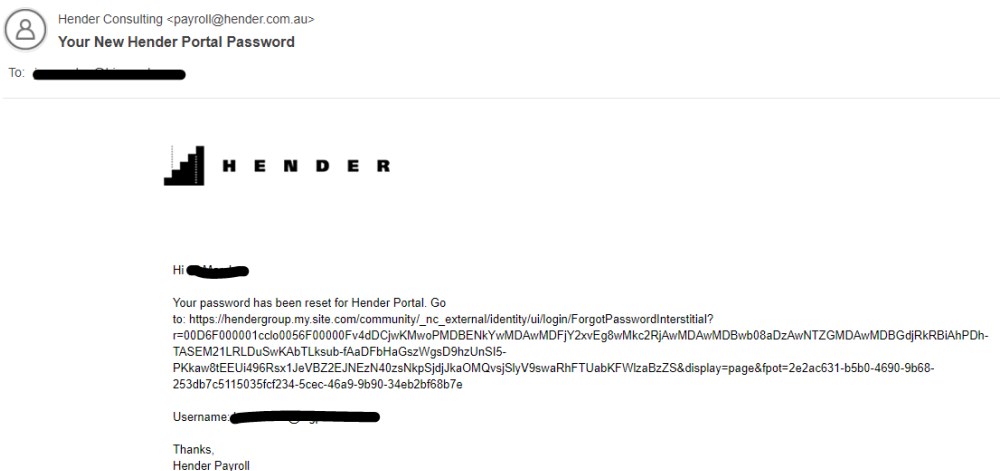 Hender Consulting <payroll@hender.com.au>
Your New Hender Portal Password
To:
HENDER
Hi
Your password has been reset for Hender Portal. Go
to: https://hendergroup.my.site.com/community/_nc_external/identity/ui/login/ForgotPasswordInterstitial?
r=00D6F000001cclo0056F00000Fv4dDCjwKMwoPMDBENkYwMDAwMDFjY2xvEg8wMkc2RjAwMDAwMDBwb08aDzAwNTZGMDAwMDBGdjRkRBiAhPDh-
TASEM21LRLDuSwKAbTLksub-fAaDFbHaGszWgsD9hzUnSI5-
PKkaw8tEEUi496Rsx1JeVBZ2EJNEzN40zsNkpSjdjJkaOMQvsjSlyV9swaRhFTUabKFWlzaBzZS&display=page&fpot=2e2ac631-b5b0-4690-9b68-
253db7c5115035fcf234-5cec-46a9-9b90-34eb2bf68b7e
Username:
Thanks,
Hender Payroll